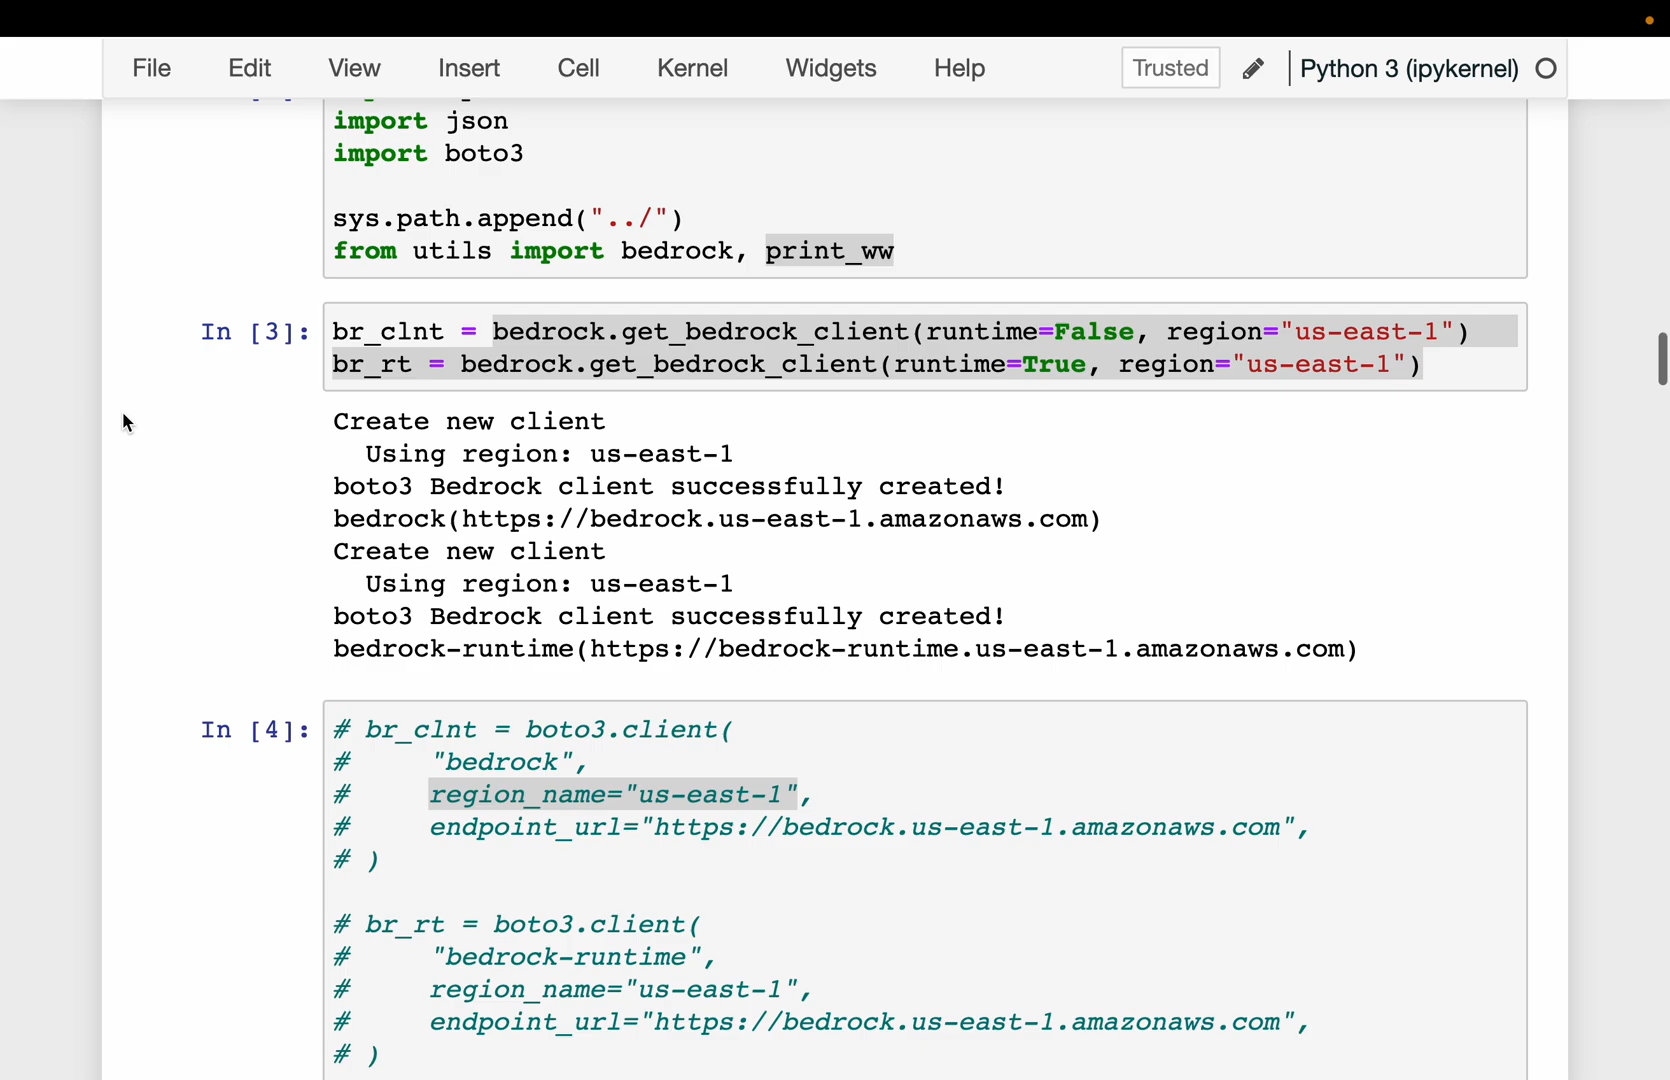 File Edit View Insert Cell Kernel Widgets Help Trusted Python 3 (ipykernel)
import json
import boto3
sys.path.append("../")
from utils import bedrock, print_ww
In [3]: br_clnt = bedrock.get_bedrock_client(runtime=False, region="us-east-1")
br_rt = bedrock.get_bedrock_client(runtime=True, region="us-east-1")
Create new client
Using region: us-east-1
boto3 Bedrock client successfully created!
bedrock(https://bedrock.us-east-1.amazonaws.com)
Create new client
Using region: us-east-1
boto3 Bedrock client successfully created!
bedrock-runtime(https://bedrock-runtime.us-east-1.amazonaws.com)
In [4]: # br_clnt = boto3.client(
#     "bedrock",
#     region_name="us-east-1",
#     endpoint_url="https://bedrock.us-east-1.amazonaws.com",
# )
# br_rt = boto3.client(
#     "bedrock-runtime",
#     region_name="us-east-1",
#     endpoint_url="https://bedrock-runtime.us-east-1.amazonaws.com",
# )